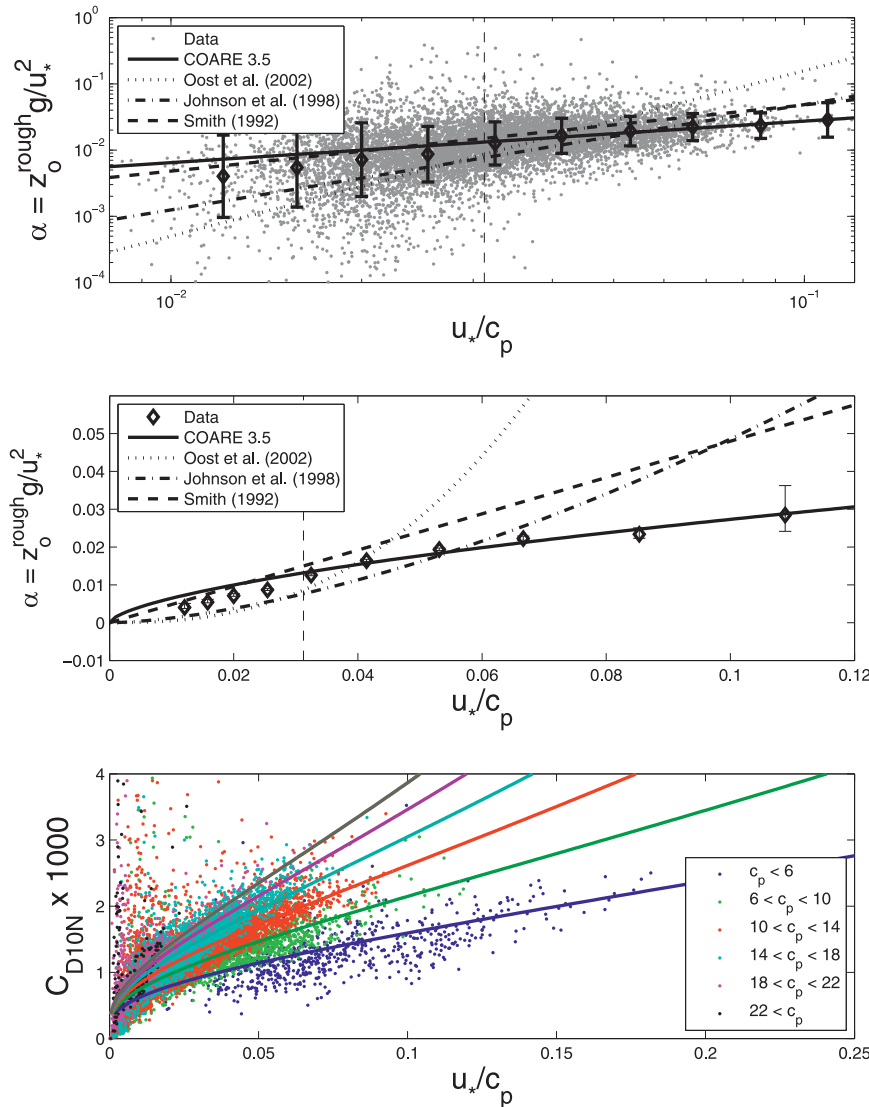 10^0
10^-1
10^-2
10^-3
10^-4
α = z_o^rough g/u_*^2
Data
COARE 3.5
Oost et al. (2002)
Johnson et al. (1998)
Smith (1992)
10^-2
10^-1
u_*/c_p
0.05
0.04
0.03
0.02
0.01
0
−0.01
α = z_o^rough g/u_*^2
Data
COARE 3.5
Oost et al. (2002)
Johnson et al. (1998)
Smith (1992)
0
0.02
0.04
0.06
0.08
0.1
0.12
u_*/c_p
4
3
2
1
0
C_D10N x 1000
c_p < 6
6 < c_p < 10
10 < c_p < 14
14 < c_p < 18
18 < c_p < 22
22 < c_p
0
0.05
0.1
0.15
0.2
0.25
u_*/c_p